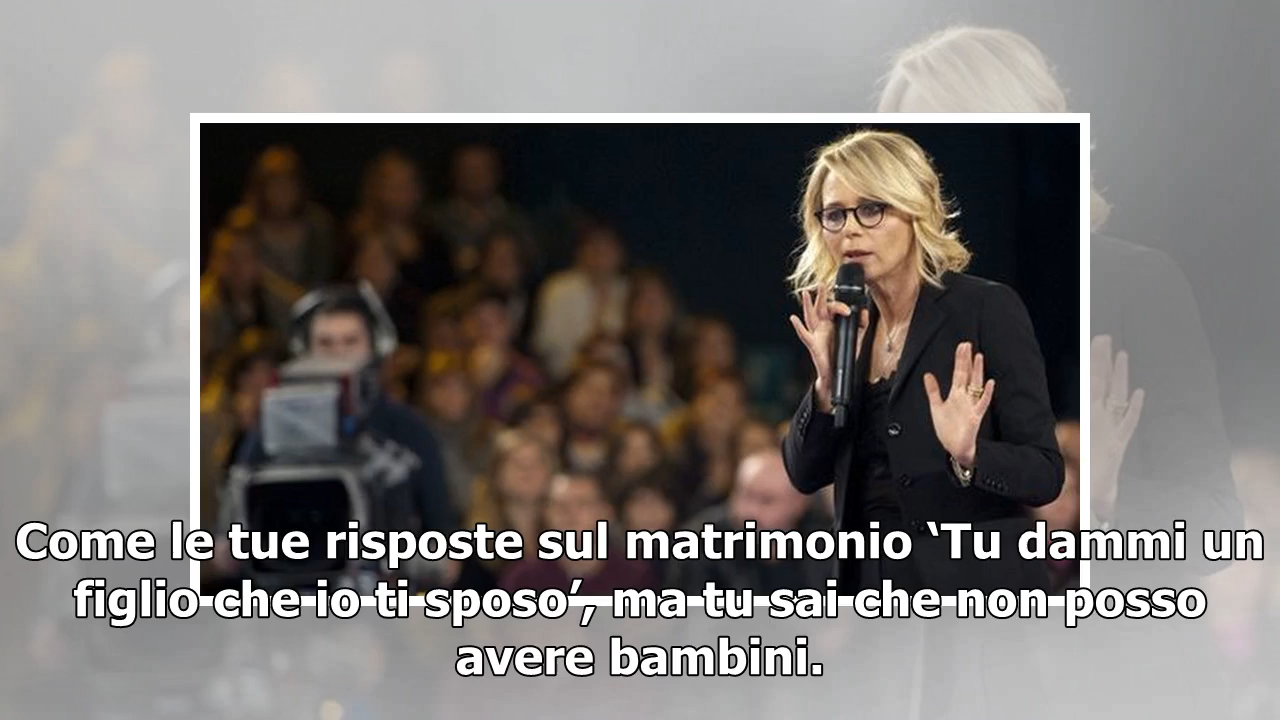 Come le tue risposte sul matrimonio ‘Tu dammi un
figlio che io ti sposo’, ma tu sai che non posso
avere bambini.